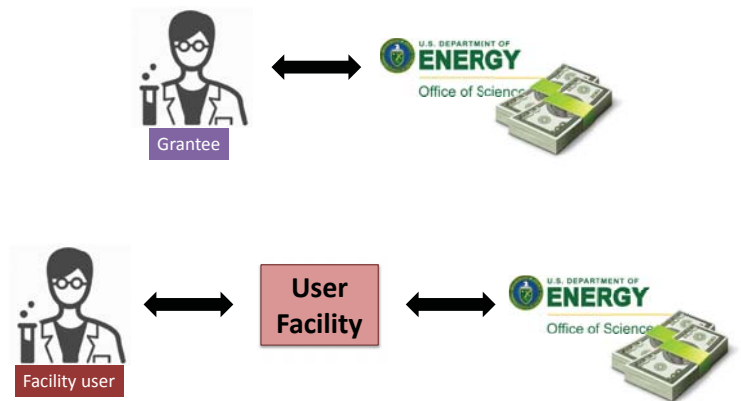 U.S. DEPARTMENT OF
ENERGY
Office of Science
Grantee
User
Facility
U.S. DEPARTMENT OF
ENERGY
Office of Science
Facility user